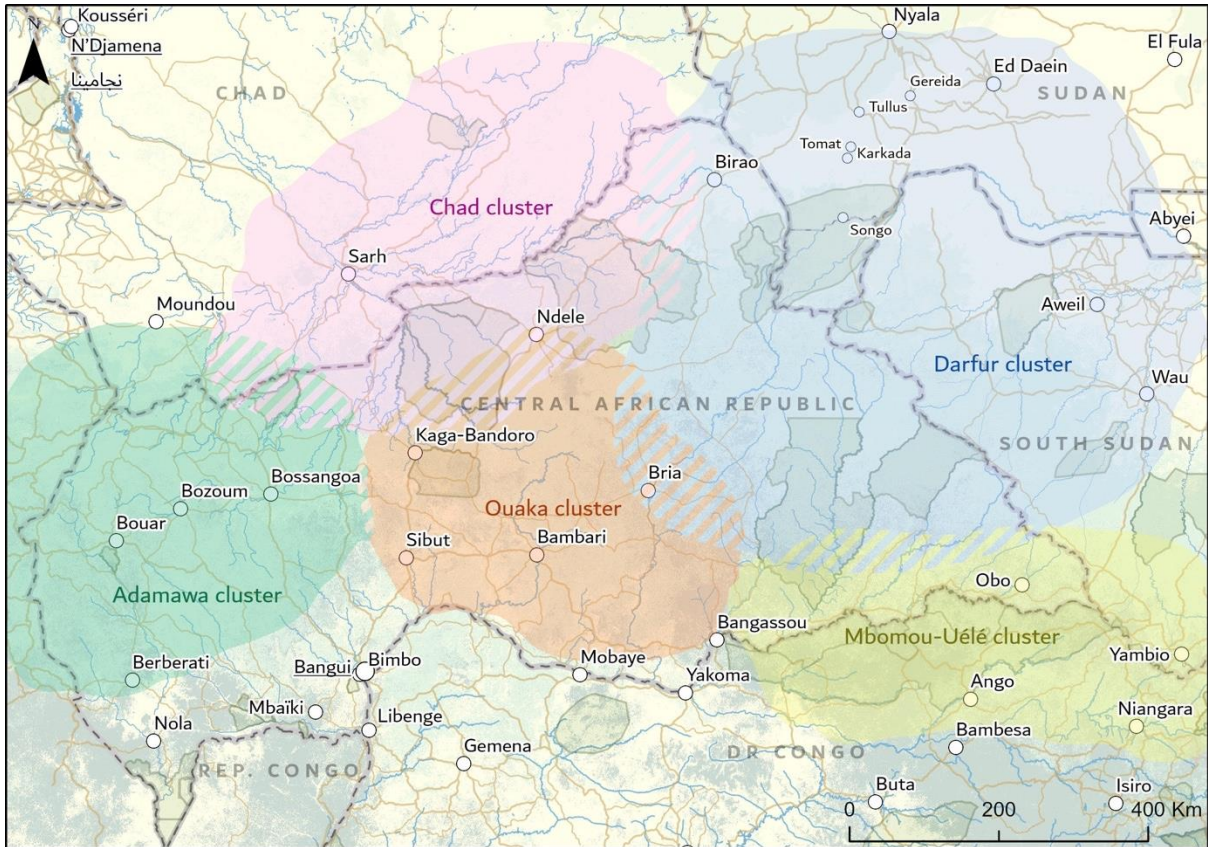 Kousséri
Nyala
N
N'Djamena
El Fula
نجامينا
Ed Daein
Gereida
CHAD
SUDAN
Tullus
Tomat
Karkada
Birao
Chad cluster
Songo
Abyei
Sarh
Moundou
Aweil
Ndele
Darfur cluster
Wau
CENTRAL AFRICAN REPUBLIC
Kaga-Bandoro
SOUTH SUDAN
Bossangoa
Bria
Bozoum
Ouaka cluster
Bouar
Sibut
Bambari
Obo
Adamawa cluster
Bangassou
Mbomou-Uélé cluster
Berberati
Bangui
Bimbo
Mobaye
Yambio
Yakoma
Ango
Mbaïki
Libenge
Niangara
Nola
Bambesa
Gemena
DR CONGO
REP. CONGO
Buta
Isiro
0 200 400 Km